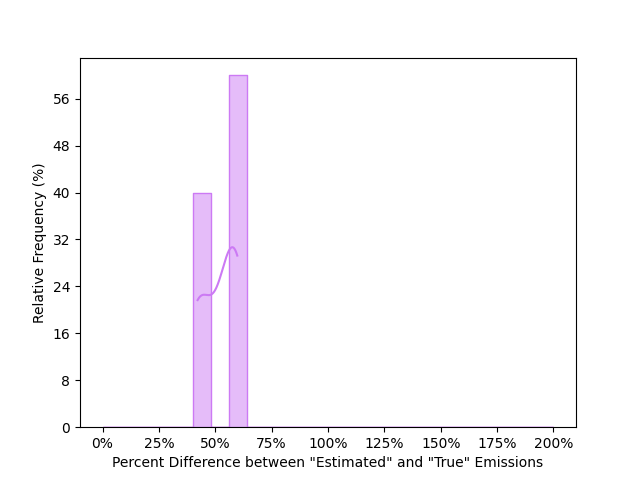 56
48
40
32
24
16
8
0
Relative Frequency (%)
0% 25% 50% 75% 100% 125% 150% 175% 200%
Percent Difference between "Estimated" and "True" Emissions